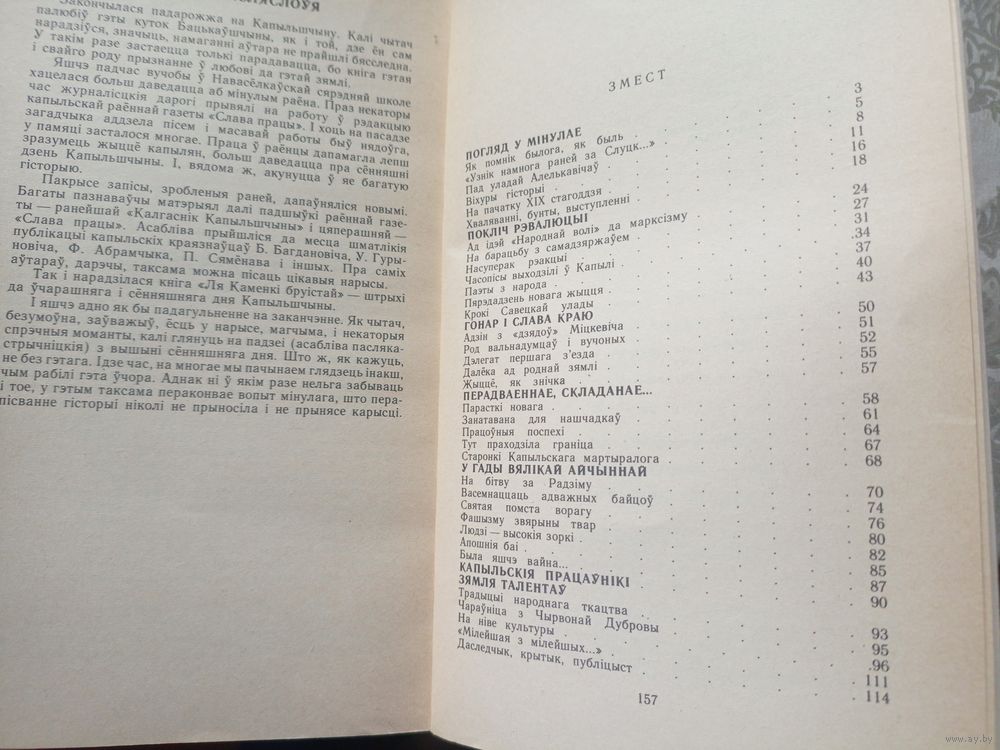 ПАСЛЯСЛОЎЯ
Закончылася падарожжа на Капыльшчыну. Калі чытач
палюбіў гэты куток Бацькаўшчыны, як і той, дзе ён сам
нарадзіўся, значыць, намаганні аўтара не прайшлі бясследна.
У такім разе застаецца толькі парадавацца, бо кніга гэтая
і свайго роду прызнанне ў любові да гэтай зямлі.
Яшчэ падчас вучобы ў Навасёлкаўскай сярэдняй школе
хацелася больш даведацца аб мінулым раёна. Праз некаторы
час журналісцкія дарогі прывялі на работу ў рэдакцыю
капыльскай раённай газеты «Слава працы». І хоць на пасадзе
загадчыка аддзела пісем і масавай работы быў нядоўга,
у памяці засталося многае. Праца ў раёнцы дапамагла лепш
зразумець жыццё капылян, больш даведацца пра сённяшні
дзень Капыльшчыны. І, вядома ж, акунуцца ў яе багатую
гісторыю.
Пакрысе запісы, зробленыя раней, дапаўняліся новымі.
Багаты пазнаваўчы матэрыял далі падшыўкі раённай газе-
ты — ранейшай «Калгаснік Капыльшчыны» і цяперашняй —
«Слава працы». Асабліва прыйшліся да месца шматлікія
публікацыі капыльскіх краязнаўцаў Б. Багдановіча, У. Гуры-
новіча, Ф. Абрамчыка, П. Сямёнава і іншых. Пра саміх
аўтараў, дарэчы, таксама можна пісаць цікавыя нарысы.
Так і нарадзілася кніга «Ля Каменкі бруістай» — штрыхі
да ўчарашняга і сённяшняга дня Капыльшчыны.
І яшчэ адно як бы падагульненне на заканчэнне. Як чытач,
безумоўна, заўважыў, ёсць у нарысе, магчыма, і некаторыя
спрэчныя моманты, калі глянуць на падзеі (асабліва пасляка-
стрычніцкія) з вышыні сённяшняга дня. Што ж, як кажуць,
не без гэтага. Ідзе час, на многае мы пачынаем глядзець інакш,
чым рабілі гэта ўчора. Аднак ні ў якім разе нельга забываць
і тое, у гэтым таксама пераконвае вопыт мінулага, што пера-
пісванне гісторыі ніколі не прыносіла і не прынясе карысці.
ЗМЕСТ
ПОГЛЯД У МІНУЛАЕ
Як помнік былога, як быль . . . . 3
«Узнік намнога раней за Слуцк...» . . . . 5
Пад уладай Алелькавічаў . . . . 8
Віхуры гісторыі . . . . 11
На пачатку XIX стагоддзя . . . . 16
Хваляванні, бунты, выступленні . . . . 18
ПОКЛІЧ РЭВАЛЮЦЫІ
Ад ідэй «Народнай волі» да марксізму . . . . 24
На барацьбу з самадзяржаўем . . . . 27
Насуперак рэакцыі . . . . 31
Часопісы выходзілі ў Капылі . . . . 34
Паэты з народа . . . . 37
Пярэдадзень новага жыцця . . . . 40
Крокі Савецкай улады . . . . 43
ГОНАР І СЛАВА КРАЮ
Адзін з «дзядоў» Міцкевіча . . . . 50
Род вальнадумцаў і вучоных . . . . 51
Дэлегат першага з'езда . . . . 52
Далёка ад роднай зямлі . . . . 55
Жыццё, як знічка . . . . 57
ПЕРАДВАЕННАЕ, СКЛАДАНАЕ...
Парасткі новага . . . . 58
Занатавана для нашчадкаў . . . . 61
Працоўныя поспехі . . . . 64
Тут праходзіла граніца . . . . 67
Старонкі Капыльскага мартыралога . . . . 68
У ГАДЫ ВЯЛІКАЙ АЙЧЫННАЙ
На бітву за Радзіму . . . . 70
Васемнаццаць адважных байцоў . . . . 74
Святая помста ворагу . . . . 76
Фашызму звярыны твар . . . . 80
Людзі — высокія зоркі . . . . 82
Апошнія баі . . . . 85
Была яшчэ вайна... . . . . 87
КАПЫЛЬСКІЯ ПРАЦАЎНІКІ . . . . 90
ЗЯМЛЯ ТАЛЕНТАЎ
Традыцыі народнага ткацтва . . . . 93
Чараўніца з Чырвонай Дубровы . . . . 95
На ніве культуры . . . . 96
«Мілейшая з мілейшых...» . . . . 111
Даследчык, крытык, публіцыст . . . . 114
157
www.ay.by